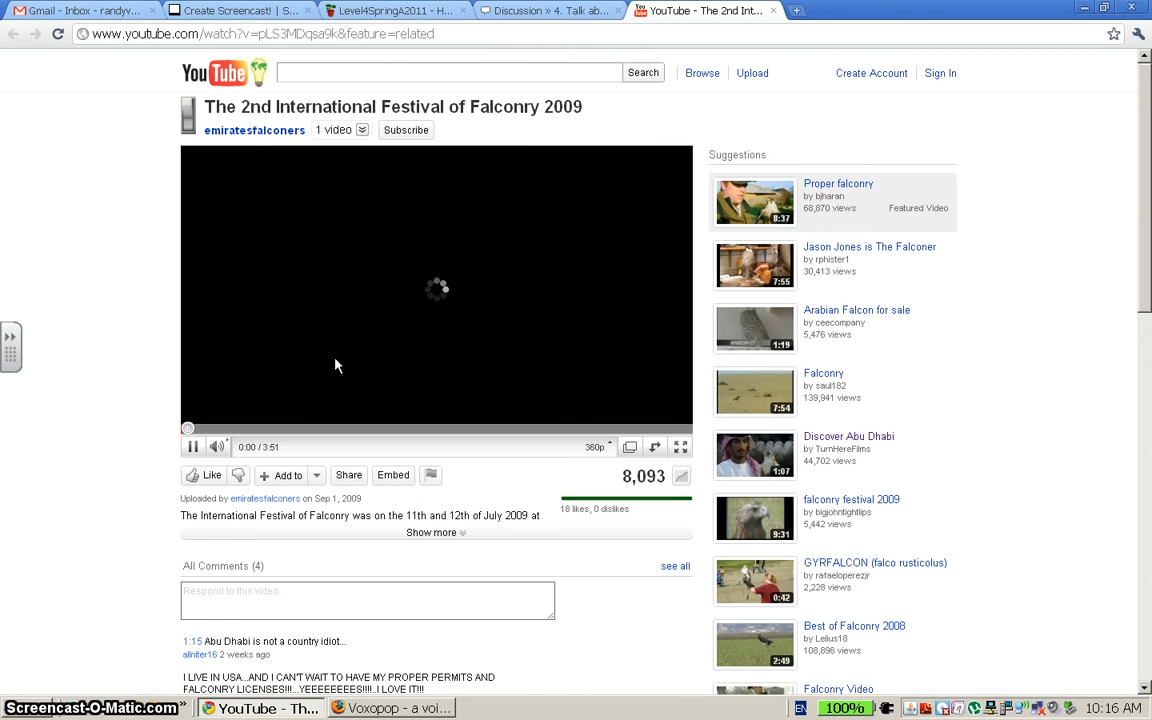 Gmail - Inbox - randyv...
Create Screencast! | S...
Level4SpringA2011 - H...
Discussion » 4. Talk ab...
YouTube - The 2nd Int...
www.youtube.com/watch?v=pLS3MDqsa9k&feature=related
YouTube
Search
Browse
Upload
Create Account
Sign In
The 2nd International Festival of Falconry 2009
emiratesfalconers 1 video Subscribe
Suggestions
Proper falconry
by bjharan
68,870 views Featured Video
8:37
Jason Jones is The Falconer
by rphister1
30,413 views
7:55
Arabian Falcon for sale
by ceecompany
5,476 views
1:19
Falconry
by saul182
139,941 views
7:54
Discover Abu Dhabi
by TurnHereFilms
44,702 views
1:07
falconry festival 2009
by bigjohntightlips
5,442 views
9:31
GYRFALCON (falco rusticolus)
by rafaeloperezjr
2,228 views
0:42
Best of Falconry 2008
by Lelius18
108,896 views
2:49
Falconry Video
0:00 / 3:51
360p
Like
Add to
Share
Embed
8,093
Uploaded by emiratesfalconers on Sep 1, 2009
18 likes, 0 dislikes
The International Festival of Falconry was on the 11th and 12th of July 2009 at
Show more
All Comments (4)
see all
Respond to this video...
1:15 Abu Dhabi is not a country idiot...
allniter16 2 weeks ago
I LIVE IN USA...AND I CAN'T WAIT TO HAVE MY PROPER PERMITS AND
FALCONRY LICENSES!!!...YEEEEEEEES!!!!..I LOVE IT!!!
Screencast-O-Matic.com
YouTube - Th...
Voxopop - a voi...
EN
100%
10:16 AM